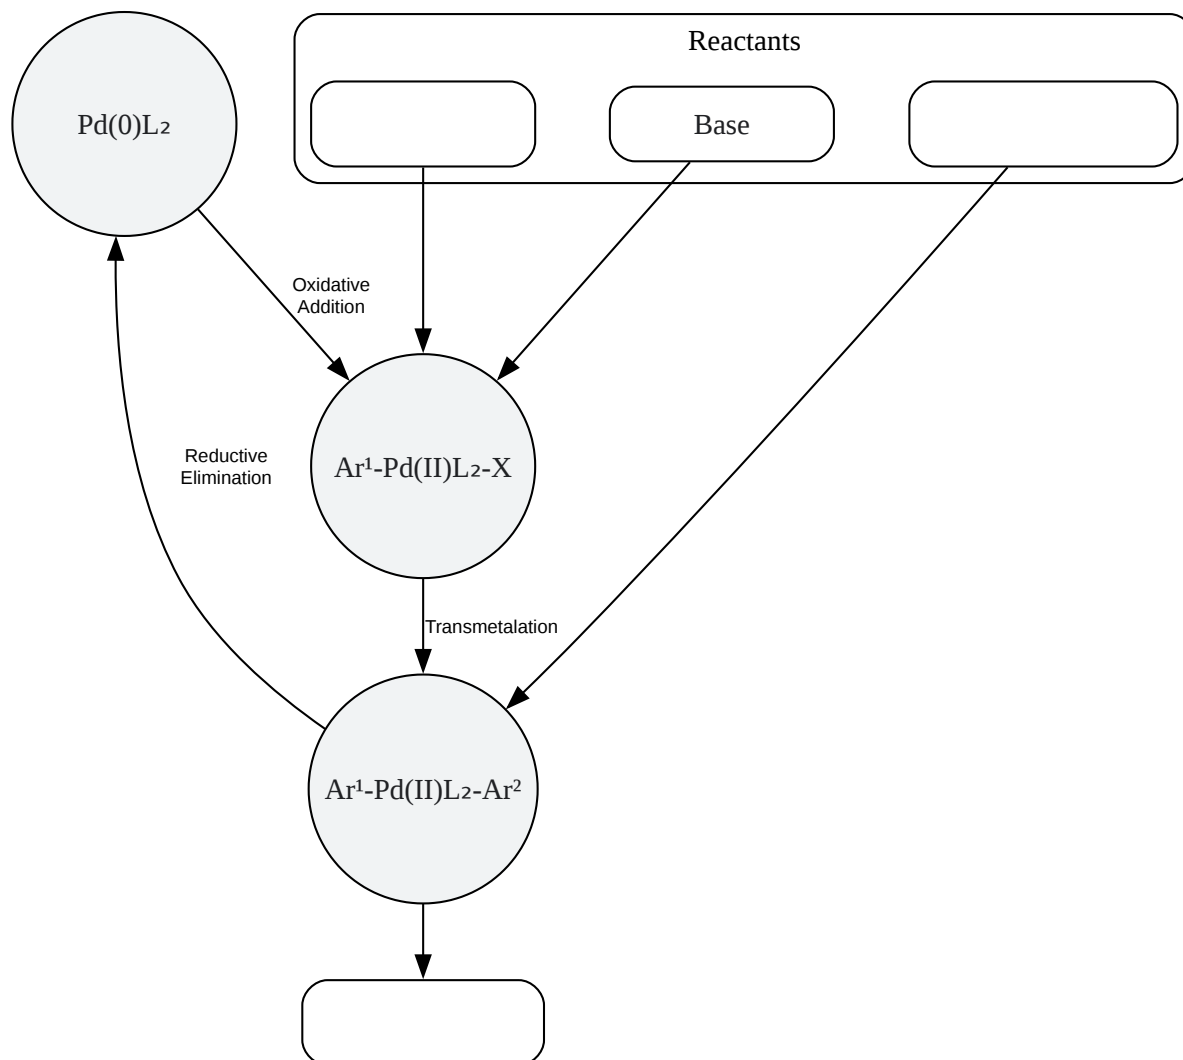 Reactants
Pd(0)L₂
Base
Oxidative
Addition
Reductive
Elimination
Ar¹-Pd(II)L₂-X
Transmetalation
Ar¹-Pd(II)L₂-Ar²